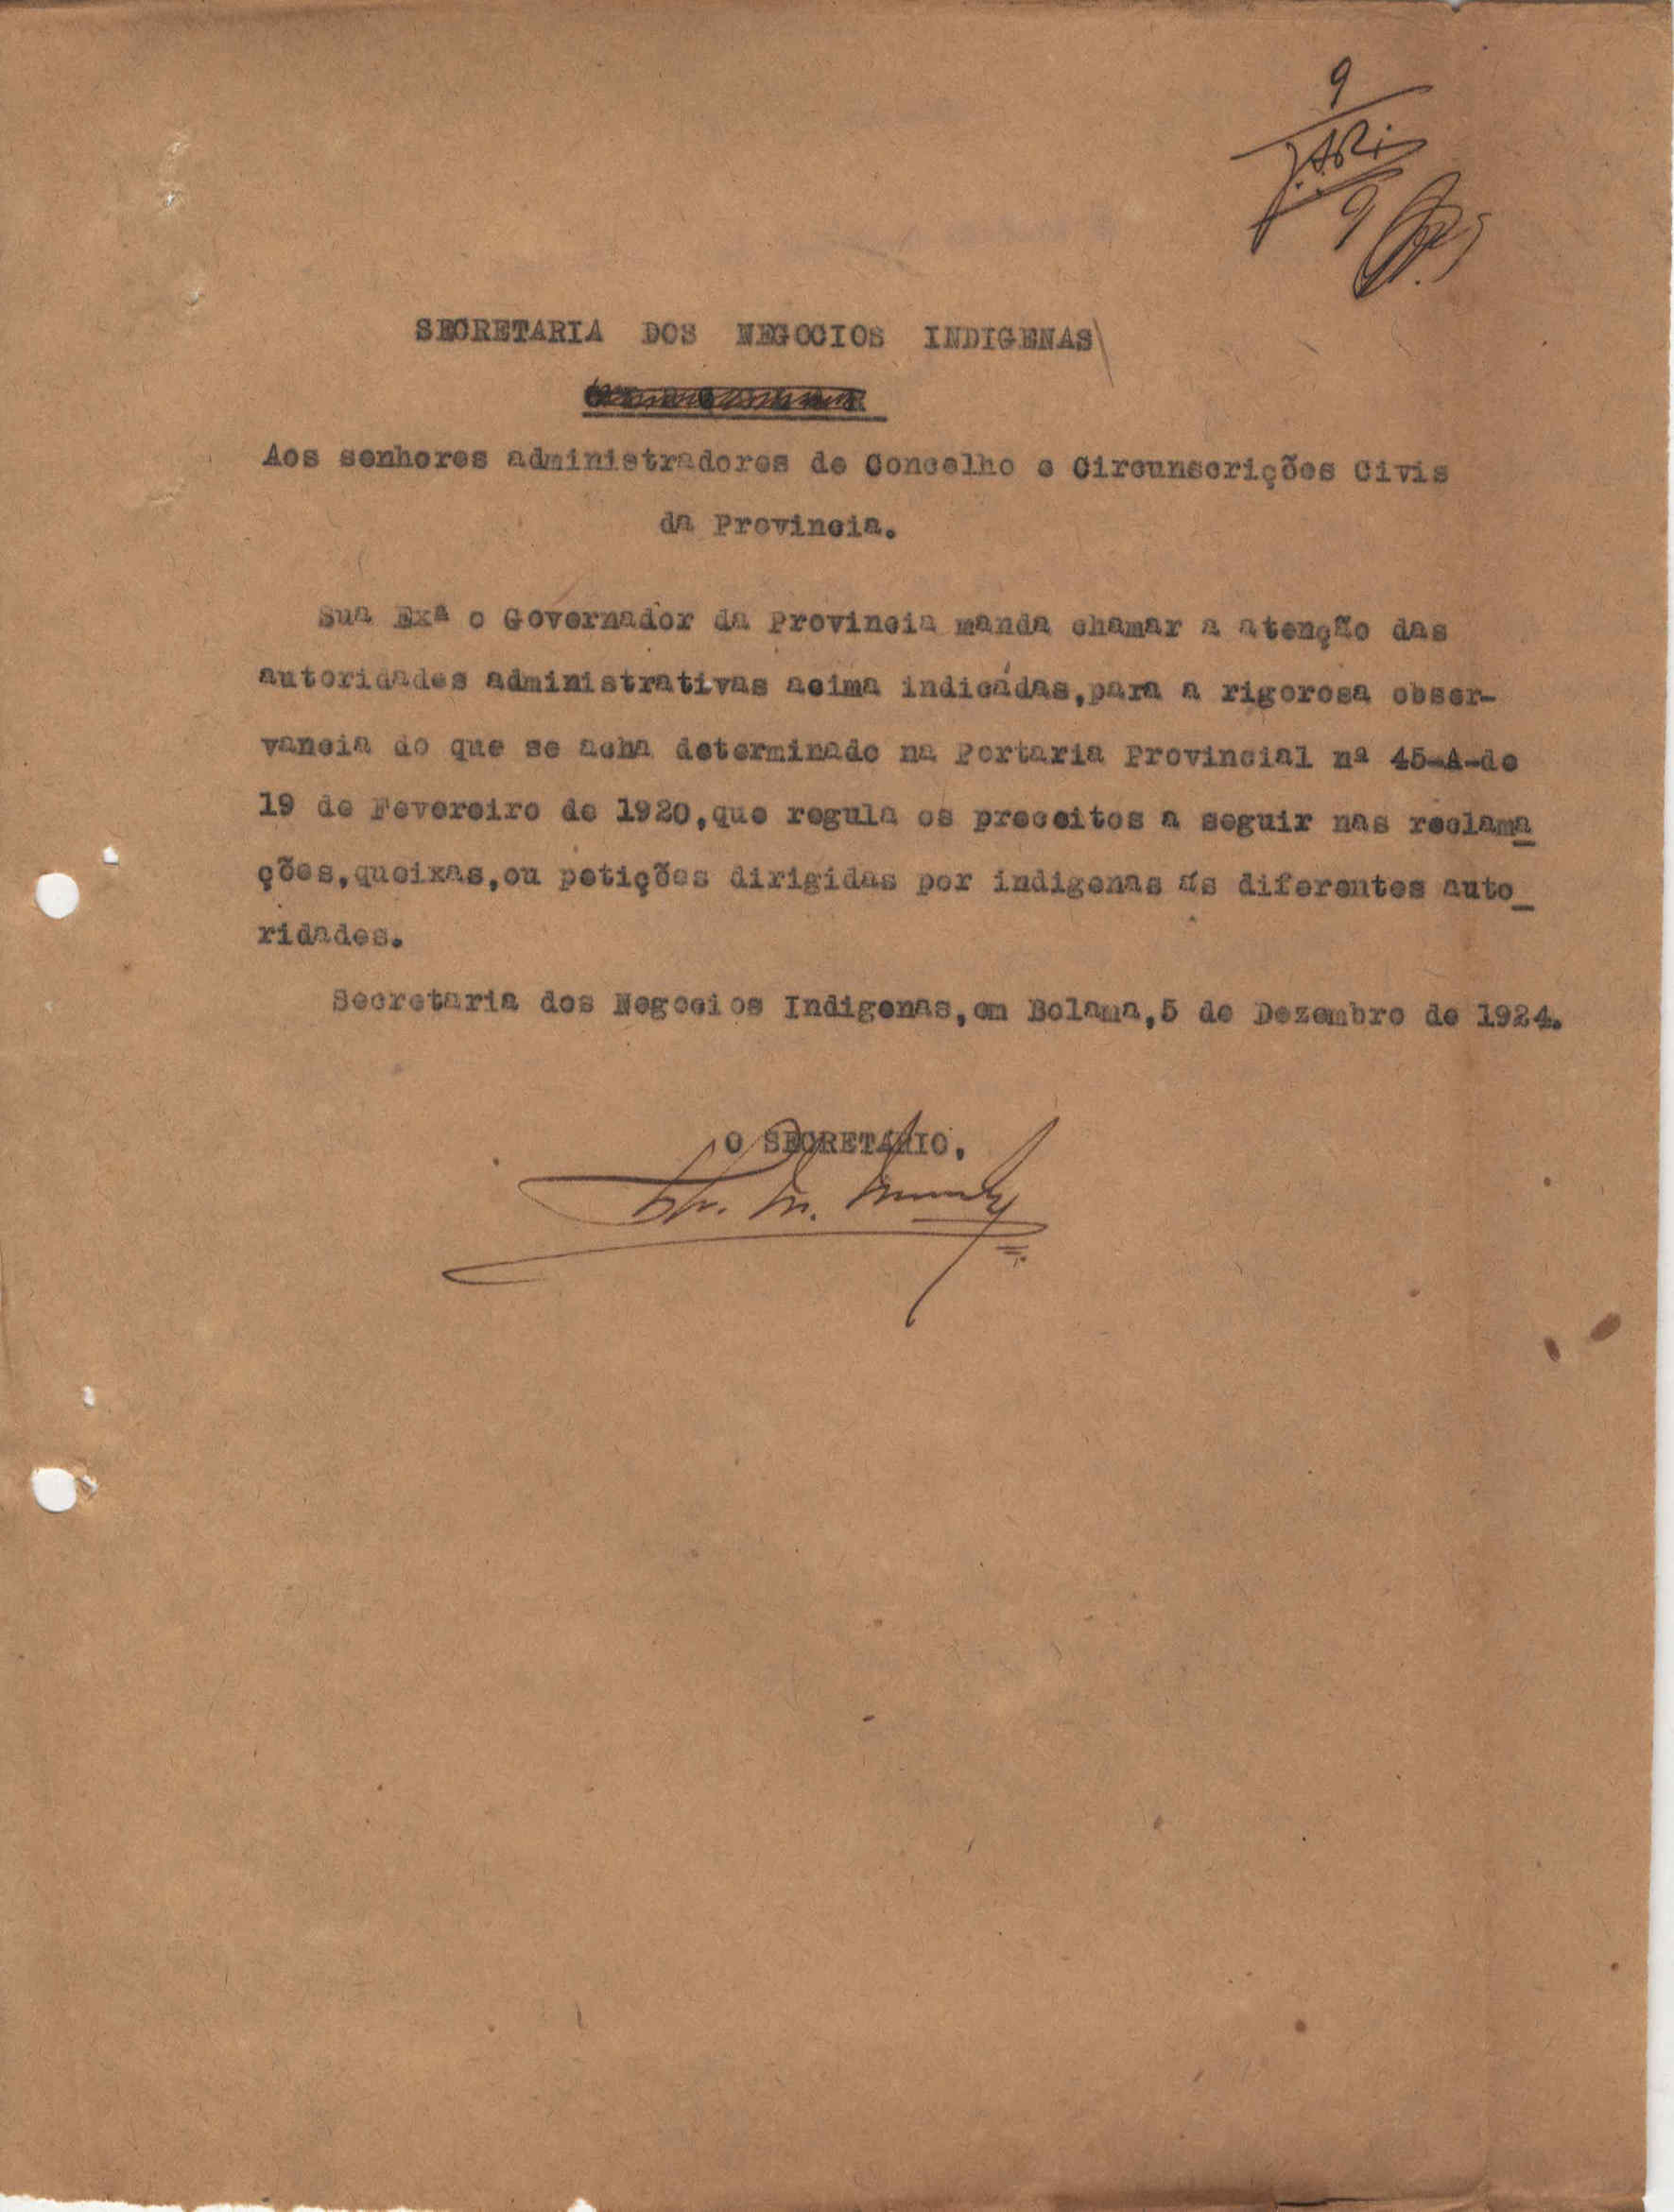 9
9
SECRETARIA DOS NEGOCIOS INDIGENAS
Aos senhores administradores de Concelho e Circunscrições Civis
da Provincia.
Sua Exª o Governador da Provincia manda chamar a atenção das
autoridades administrativas acima indicádas,para a rigorosa obser-
vancia do que se acha determinado na Portaria Provincial nª 45-A-de
19 de Fevereiro de 1920,que regula os preceitos a seguir nas reclama
ções,queixas,ou petições dirigidas por indigenas ás diferentes auto_
ridades.
Secretaria dos Negocios Indigenas,em Bolama,5 de Dezembro de 1924.
O SECRETARIO,